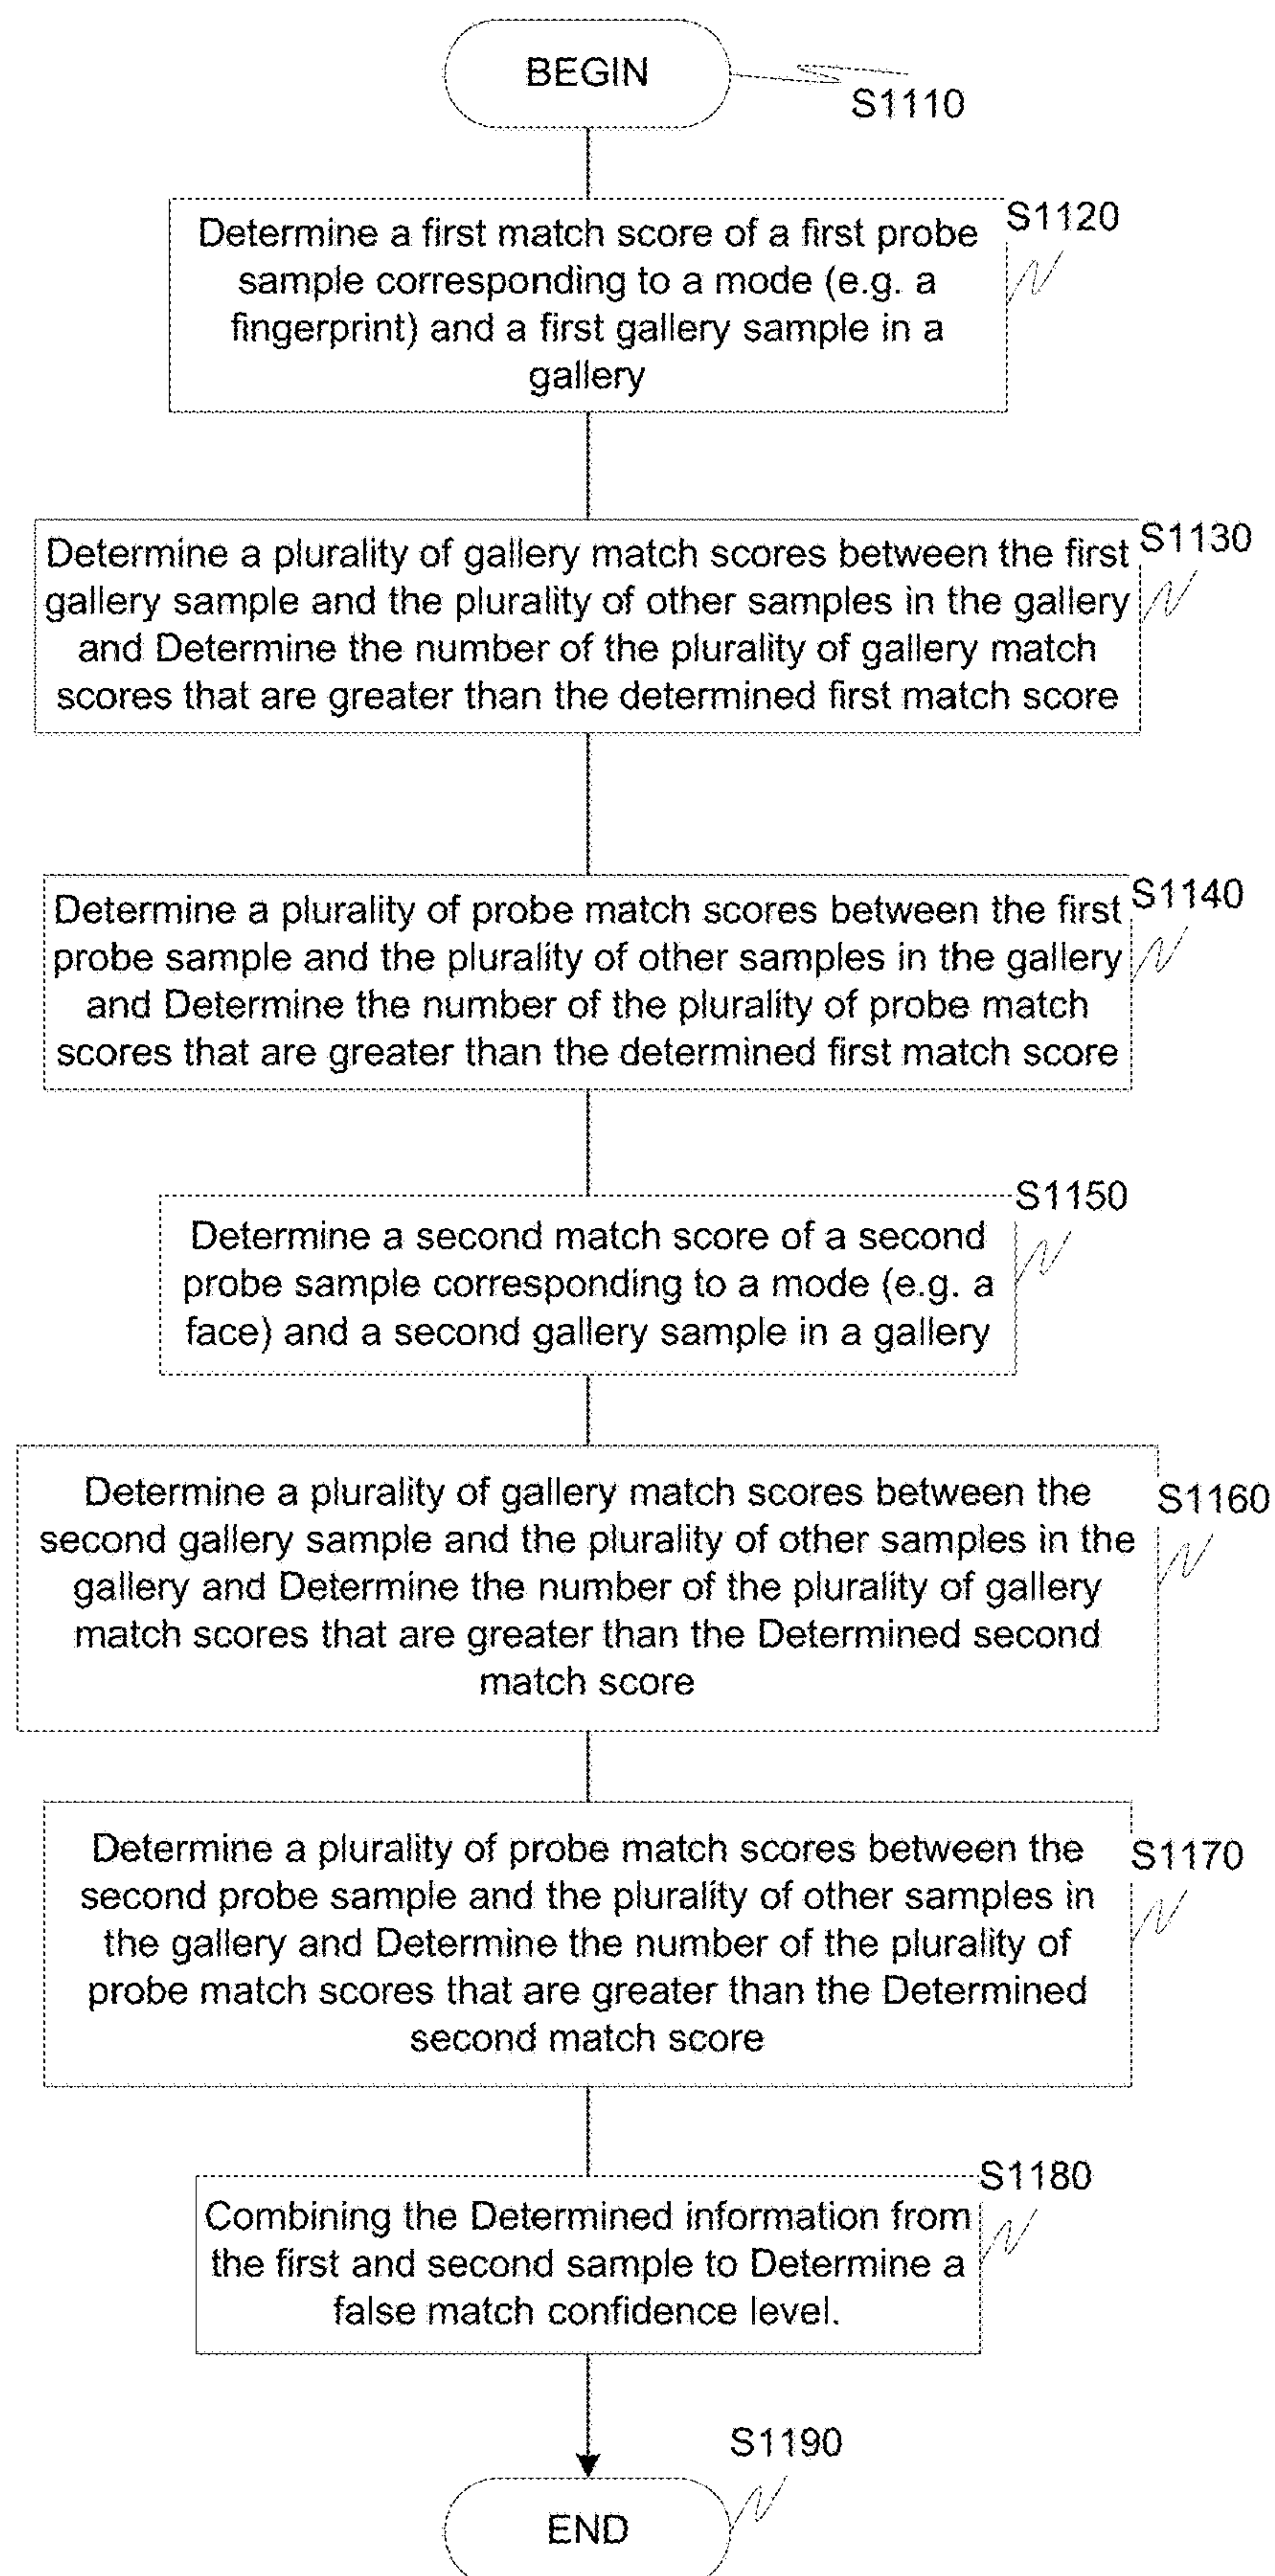 BEGIN
S1110
S1120
Determine a first match score of a first probe
sample corresponding to a mode (e.g. a
fingerprint) and a first gallery sample in a
gallery
S1130
Determine a plurality of gallery match scores between the first
gallery sample and the plurality of other samples in the gallery
and Determine the number of the plurality of gallery match
scores that are greater than the determined first match score
S1140
Determine a plurality of probe match scores between the first
probe sample and the plurality of other samples in the gallery
and Determine the number of the plurality of probe match
scores that are greater than the determined first match score
S1150
Determine a second match score of a second
probe sample corresponding to a mode (e.g. a
face) and a second gallery sample in a gallery
S1160
Determine a plurality of gallery match scores between the
second gallery sample and the plurality of other samples in the
gallery and Determine the number of the plurality of gallery
match scores that are greater than the Determined second
match score
S1170
Determine a plurality of probe match scores between the
second probe sample and the plurality of other samples in
the gallery and Determine the number of the plurality of
probe match scores that are greater than the Determined
second match score
S1180
Combining the Determined information from
the first and second sample to Determine a
false match confidence level.
S1190
END